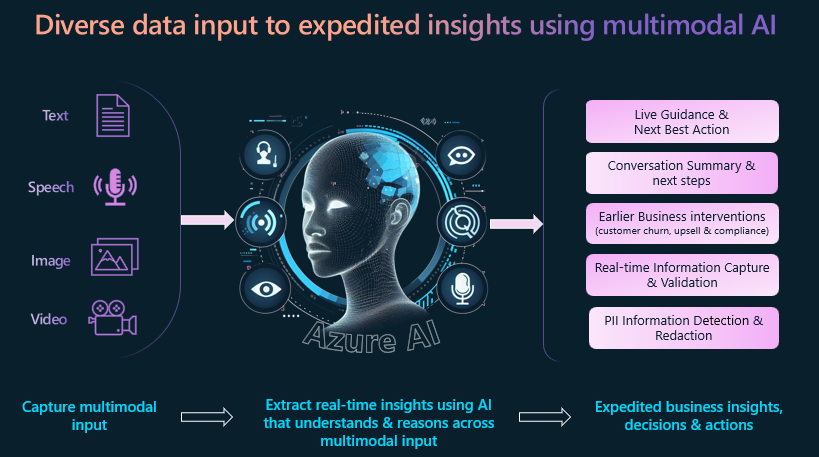 Diverse data input to expedited insights using multimodal AI
Text
Speech
Image
Video
Azure AI
Live Guidance &
Next Best Action
Conversation Summary &
next steps
Earlier Business interventions
(customer churn, upsell & compliance)
Real-time Information Capture
& Validation
PII Information Detection &
Redaction
Capture multimodal
input
Extract real-time insights using AI
that understands & reasons across
multimodal input
Expedited business insights,
decisions & actions